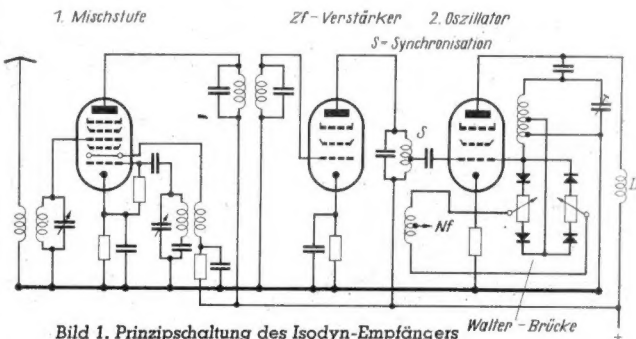 1. Mischstufe
Zf-Verstärker
2. Oszillator
S = Synchronisation
S
Nf
L
+
Walter-Brücke
Bild 1. Prinzipschaltung des Isodyn-Empfängers